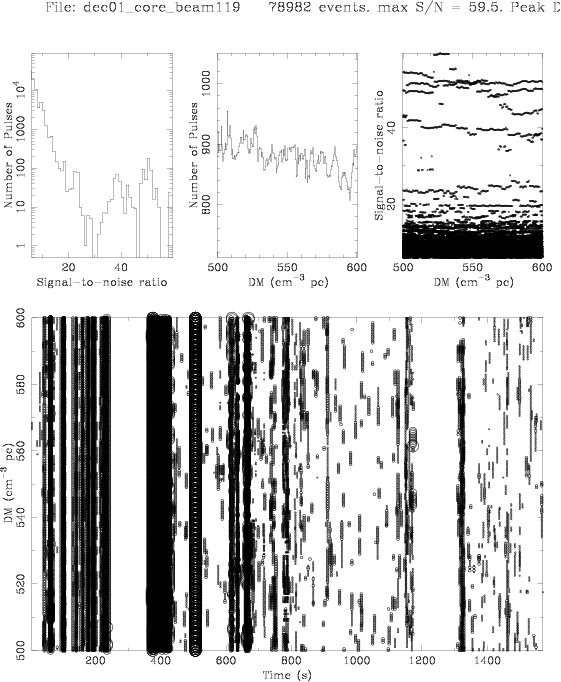 File: dec01_core_beam119 78982 events. max S/N = 59.5. Peak D
Number of Pulses
1 10 100 1000 10⁴
20 40
Signal-to-noise ratio
Number of Pulses
800 900 1000
500 550 600
DM (cm⁻³ pc)
Signal-to-noise ratio
20 40
500 550 600
DM (cm⁻³ pc)
DM (cm⁻³ pc)
600
580
560
540
520
500
200 400 600 800 1000 1200 1400
Time (s)